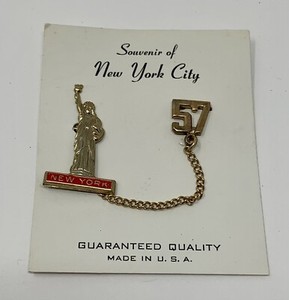 Souvenir of
New York City
57
NEW YORK
GUARANTEED QUALITY
MADE IN U.S.A.